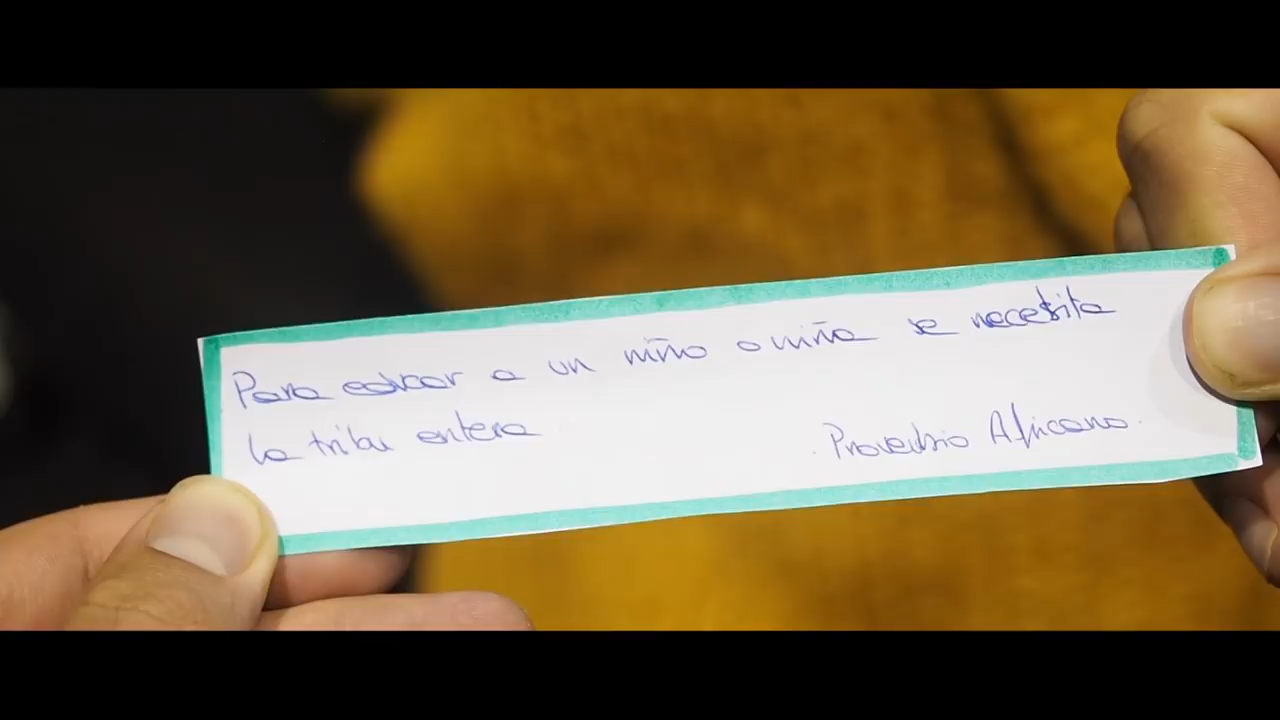 Para educar a un niño o niña se necesita
la tribu entera
Proverbio Africano.